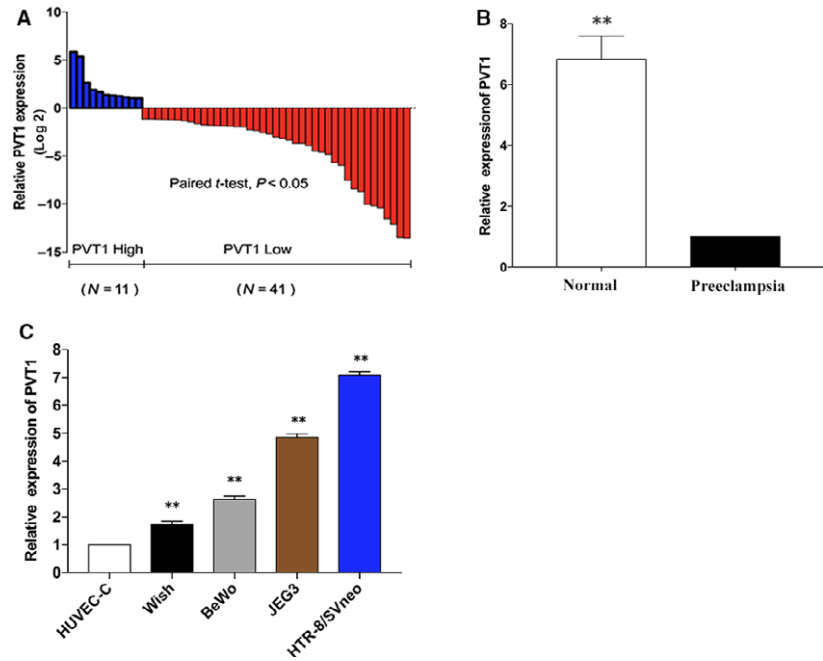 A
Relative PVT1 expression
(Log 2)
10
5
0
−5
−10
−15
Paired t-test, P < 0.05
PVT1 High
PVT1 Low
(N = 11)
(N = 41)
B
Relative expressionof PVT1
8
6
4
2
0
**
Normal
Preeclampsia
C
Relative expression of PVT1
8
7
6
5
4
3
2
1
0
**
**
**
**
HUVEC-C
Wish
BeWo
JEG3
HTR-8/SVneo